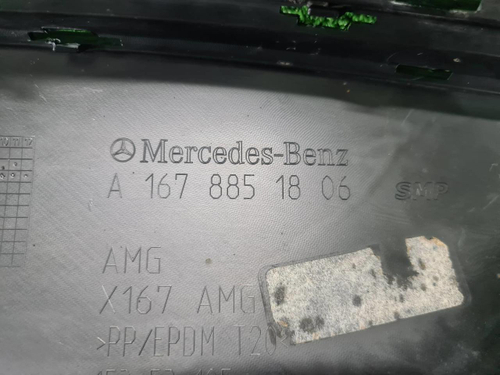 Mercedes-Benz
A 167 885 18 06 SMP
AMG
X167 AMG
>PP/EPDM T20